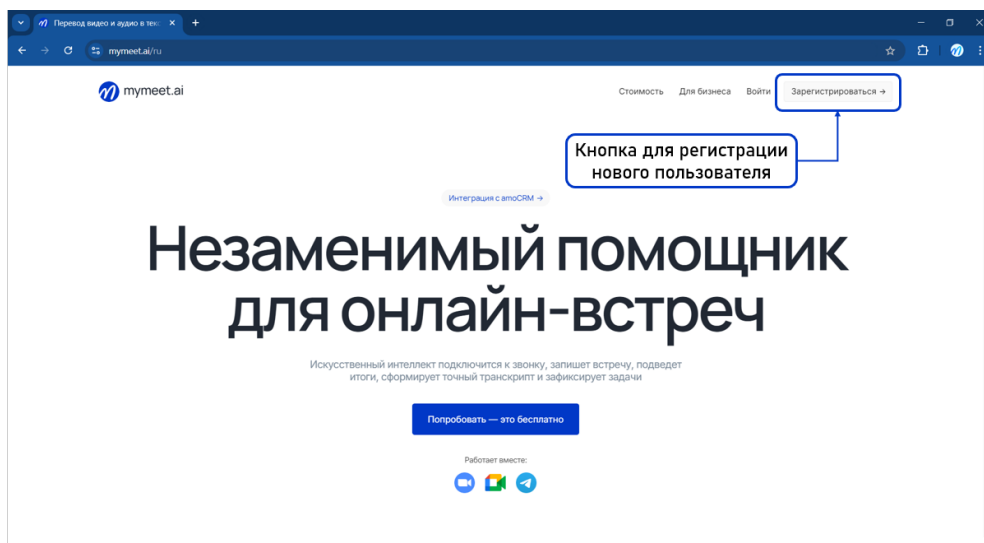 Перевод видео и аудио в тек
mymeet.ai/ru
mymeet.ai
Стоимость Для бизнеса Войти Зарегистрироваться →
Кнопка для регистрации
нового пользователя
Интеграция с amoCRM →
Незаменимый помощник
для онлайн-встреч
Искусственный интеллект подключится к звонку, запишет встречу, подведет
итоги, сформирует точный транскрипт и зафиксирует задачи
Попробовать — это бесплатно
Работает вместе: